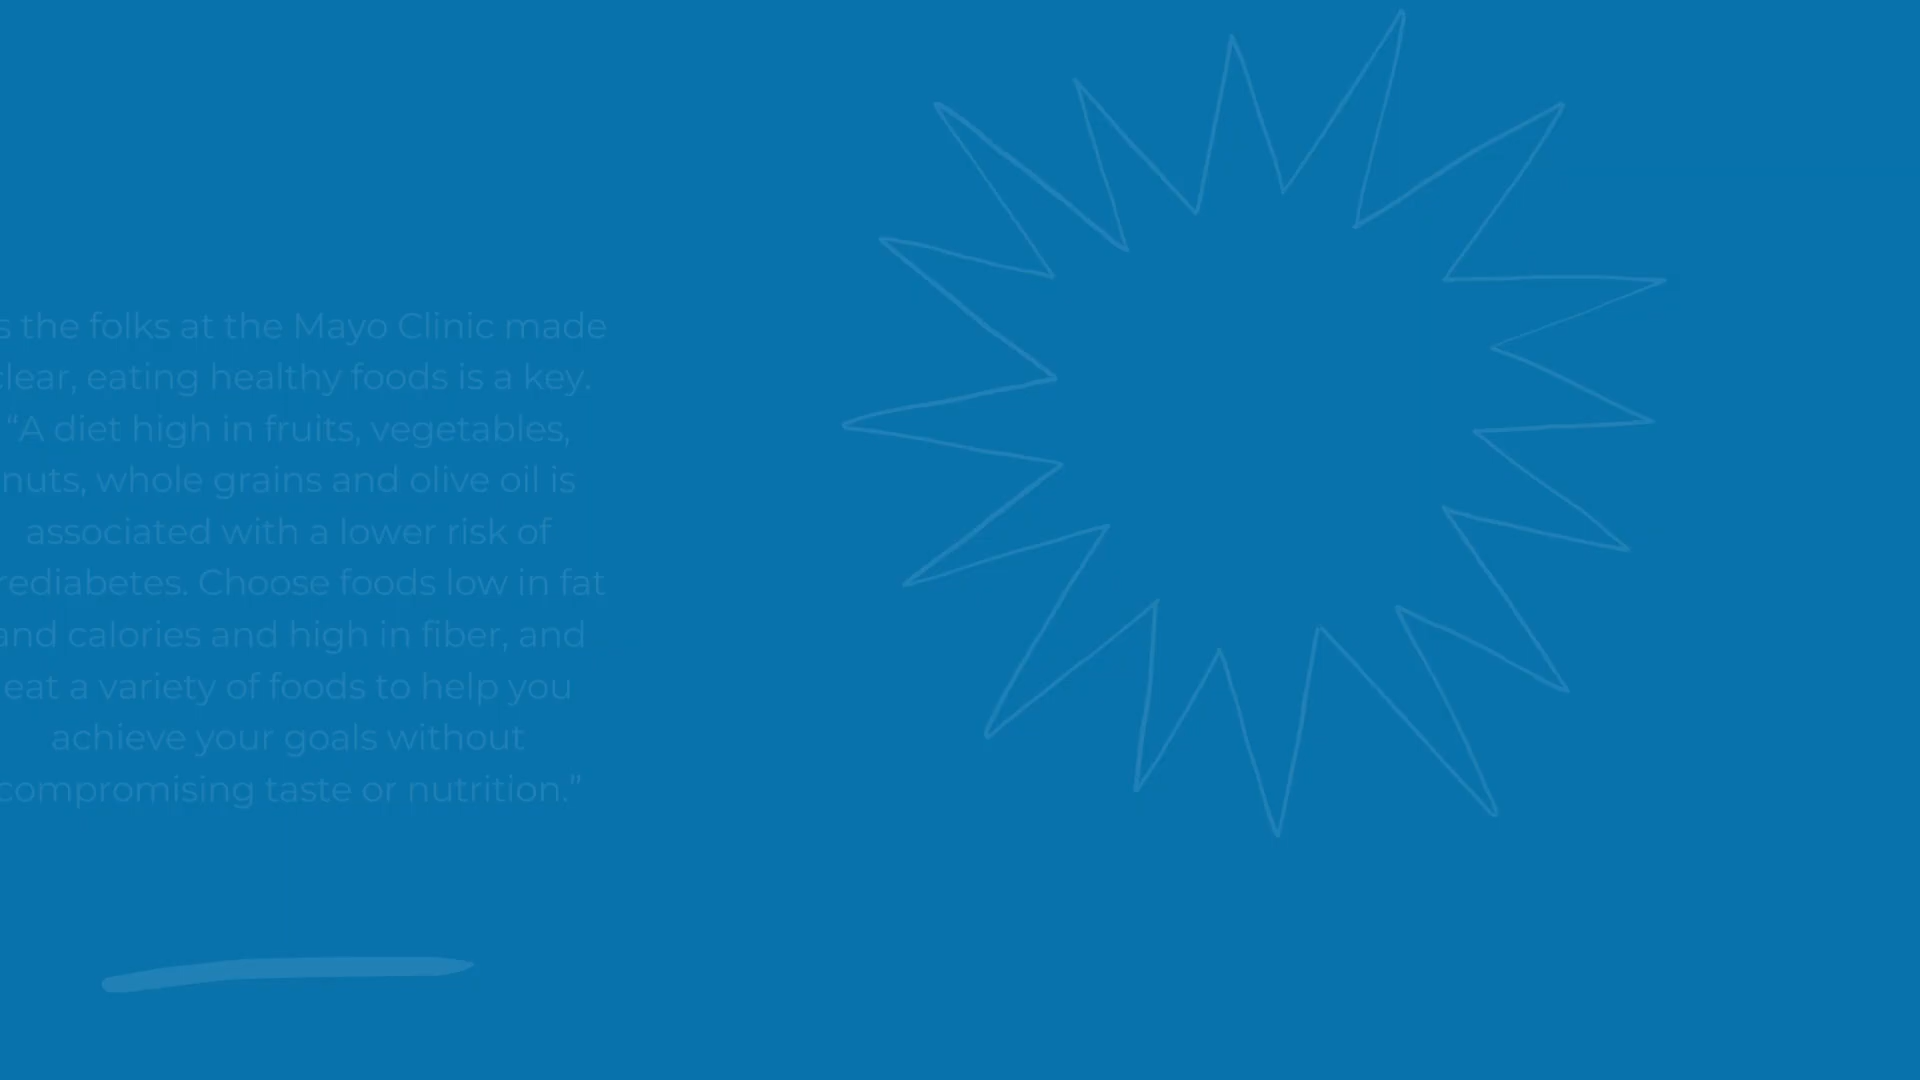 s the folks at the Mayo Clinic made
clear, eating healthy foods is a key.
“A diet high in fruits, vegetables,
nuts, whole grains and olive oil is
associated with a lower risk of
rediabetes. Choose foods low in fat
and calories and high in fiber, and
eat a variety of foods to help you
achieve your goals without
compromising taste or nutrition.”